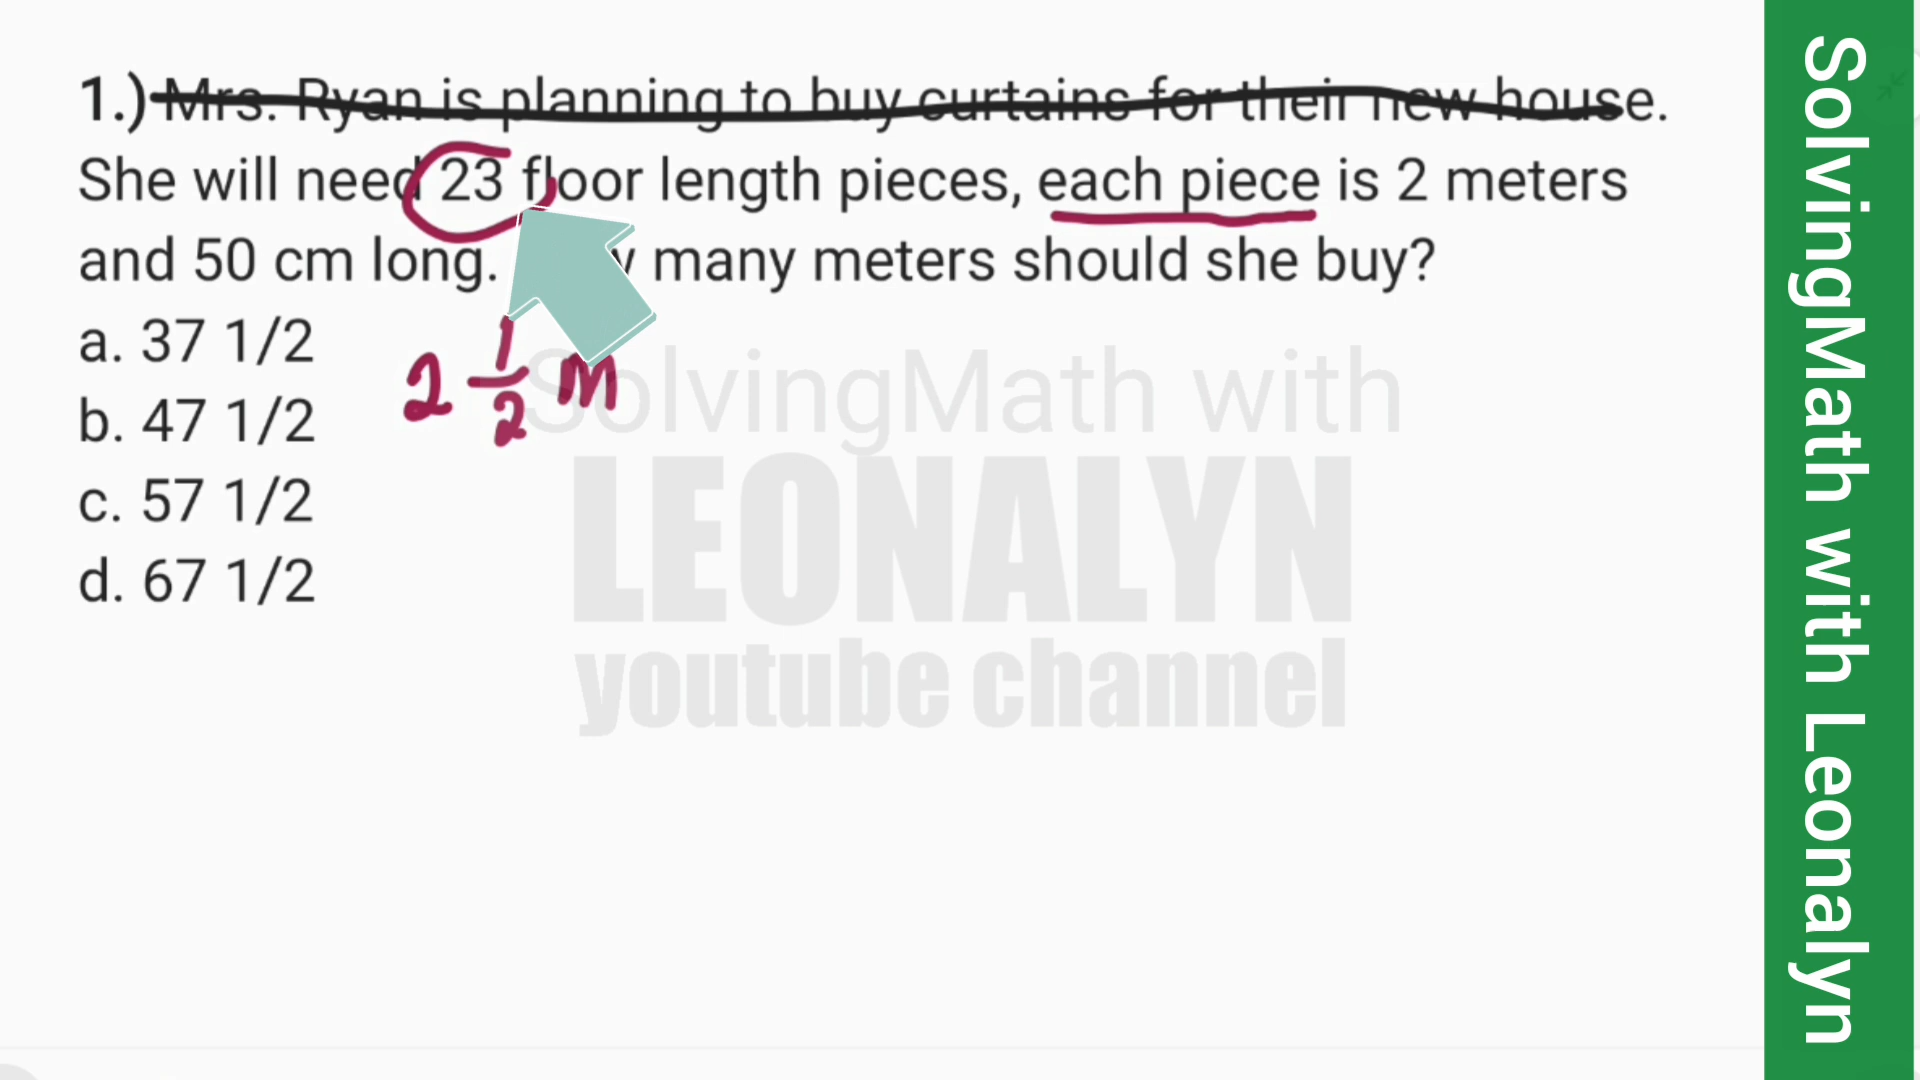 1.) Mrs. Ryan is planning to buy curtains for their new house.
She will need 23 floor length pieces, each piece is 2 meters
and 50 cm long. many meters should she buy?
a. 37 1/2
b. 47 1/2
c. 57 1/2
d. 67 1/2
2 1/2 m
SolvingMath with
LEONALYN
youtube channel
SolvingMath with Leonalyn